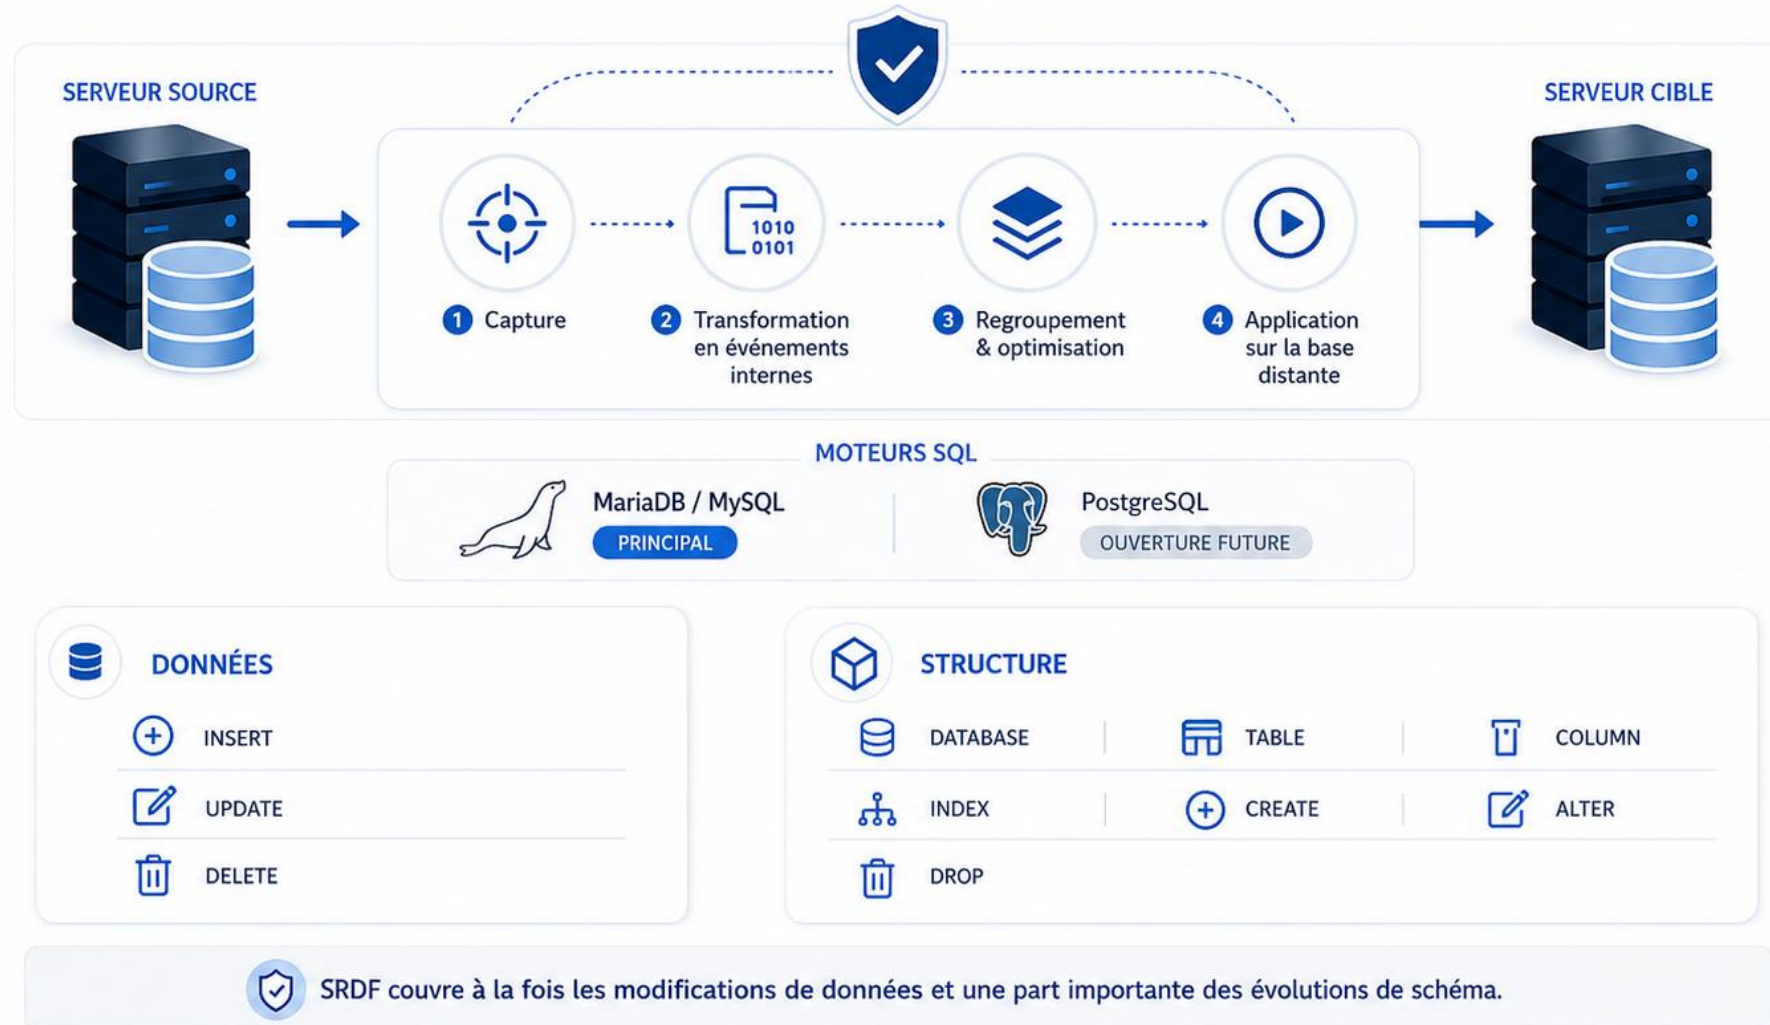 SERVEUR SOURCE
SERVEUR CIBLE
1010
0101
1 Capture
2 Transformation
en événements
internes
3 Regroupement
& optimisation
4 Application
sur la base
distante
MOTEURS SQL
MariaDB / MySQL
PRINCIPAL
PostgreSQL
OUVERTURE FUTURE
DONNÉES
INSERT
UPDATE
DELETE
STRUCTURE
DATABASE
TABLE
COLUMN
INDEX
CREATE
ALTER
DROP
SRDF couvre à la fois les modifications de données et une part importante des évolutions de schéma.